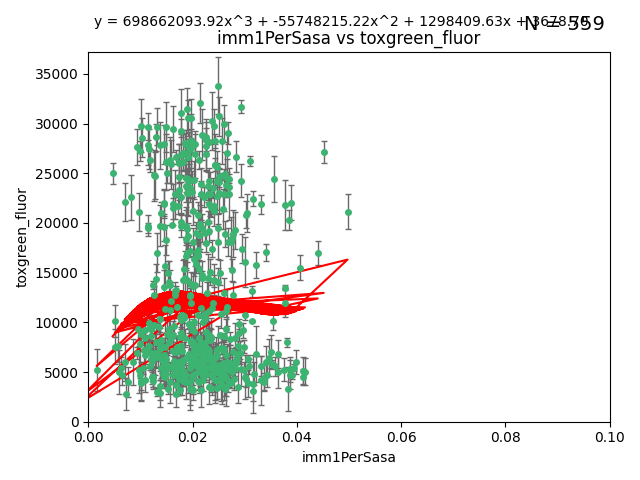 y = 698662093.92x^3 + -55748215.22x^2 + 1298409.63x +
N = 559
imm1PerSasa vs toxgreen_fluor
35000
30000
25000
20000
15000
10000
5000
0
toxgreen_fluor
0.00 0.02 0.04 0.06 0.08 0.10
imm1PerSasa